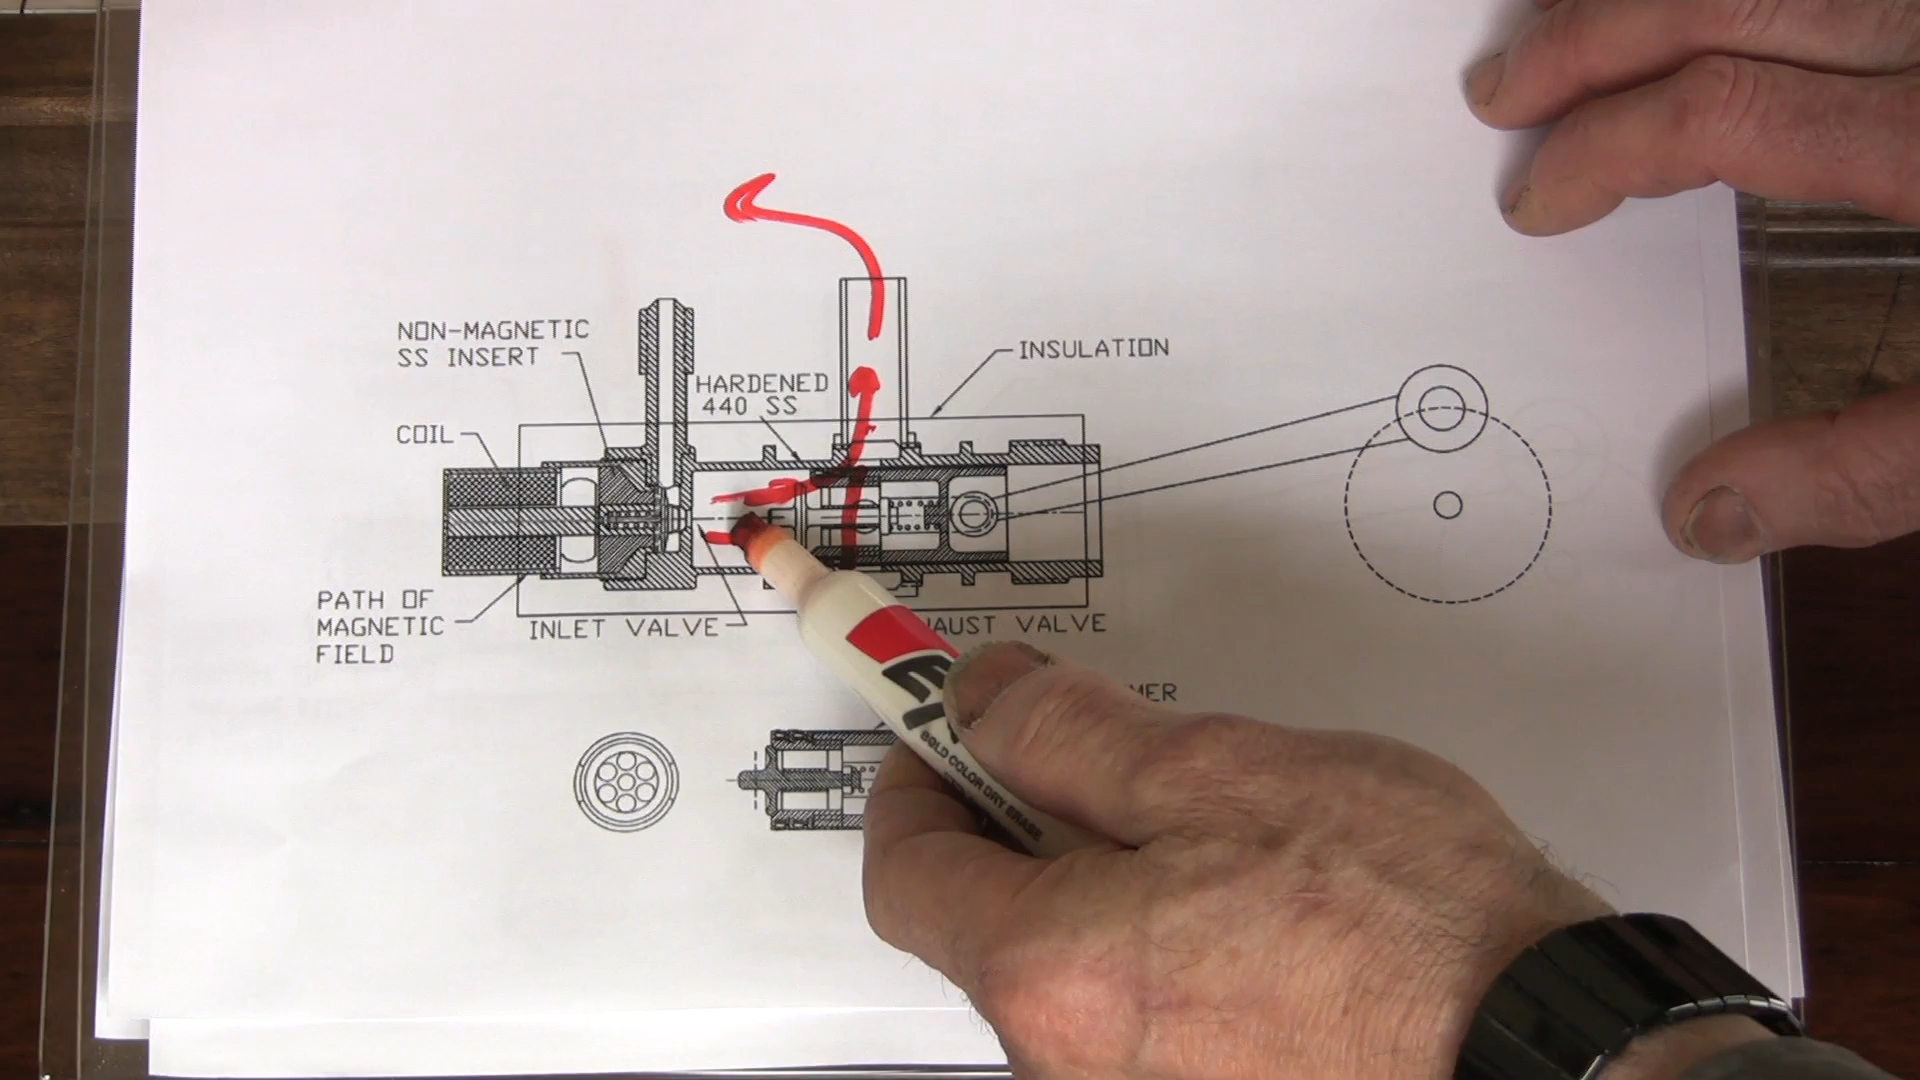 NON-MAGNETIC
SS INSERT
INSULATION
HARDENED
440 SS
COIL
PATH OF
MAGNETIC
FIELD
INLET VALVE
HAUST VALVE
MER
BOLD COLOR DRY ERASE